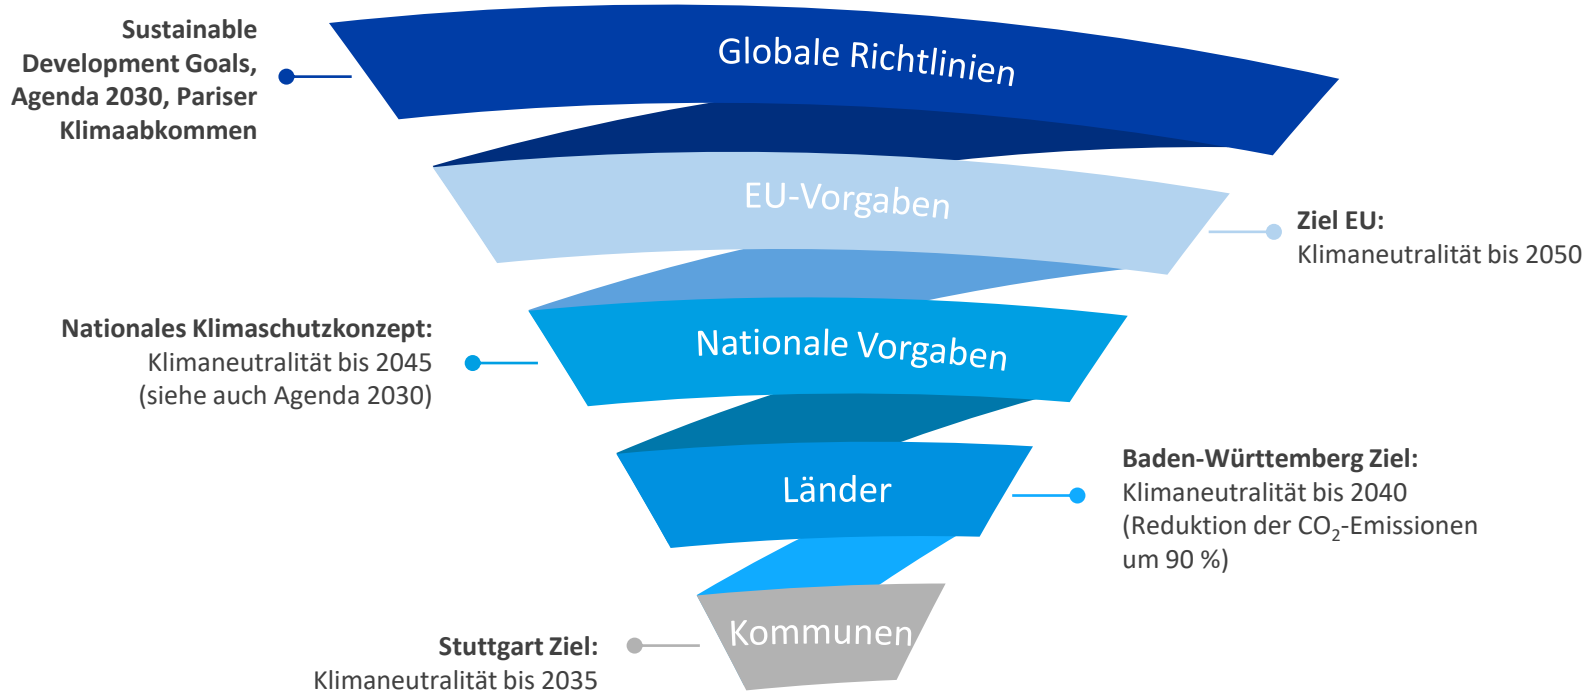 Sustainable
Development Goals,
Agenda 2030, Pariser
Klimaabkommen
Globale Richtlinien
EU-Vorgaben
Ziel EU:
Klimaneutralität bis 2050
Nationales Klimaschutzkonzept:
Klimaneutralität bis 2045
(siehe auch Agenda 2030)
Nationale Vorgaben
Länder
Baden-Württemberg Ziel:
Klimaneutralität bis 2040
(Reduktion der CO₂-Emissionen
um 90 %)
Kommunen
Stuttgart Ziel:
Klimaneutralität bis 2035